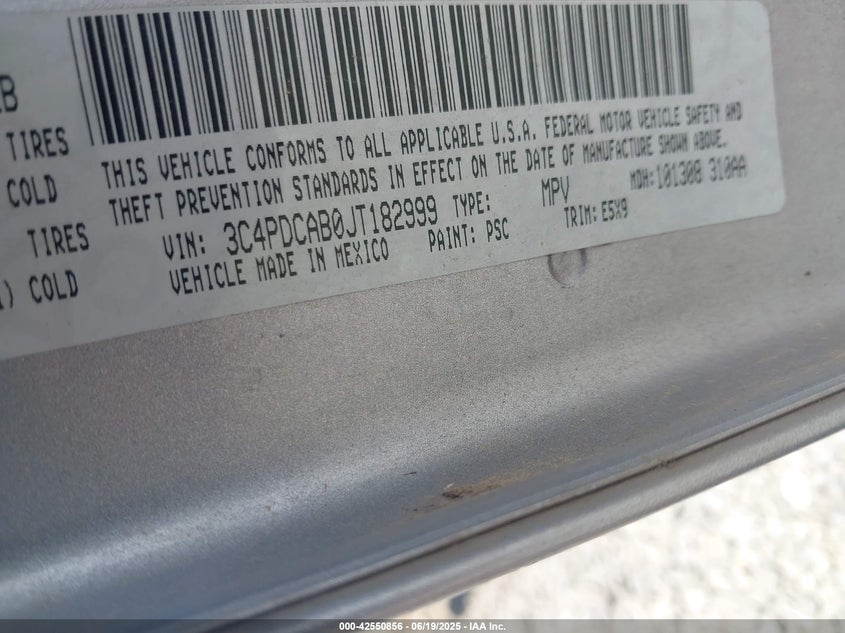 B
TIRES
COLD
TIRES
) COLD
THIS VEHICLE CONFORMS TO ALL APPLICABLE U.S.A. FEDERAL MOTOR VEHICLE SAFETY AND
THEFT PREVENTION STANDARDS IN EFFECT ON THE DATE OF MANUFACTURE SHOWN ABOVE.
VIN: 3C4PDCAB0JT182999 TYPE: MPV MDH:101308 310AA
VEHICLE MADE IN MEXICO PAINT: PSC TRIM: E5X9
000-42550856 - 06/19/2025 - IAA Inc.